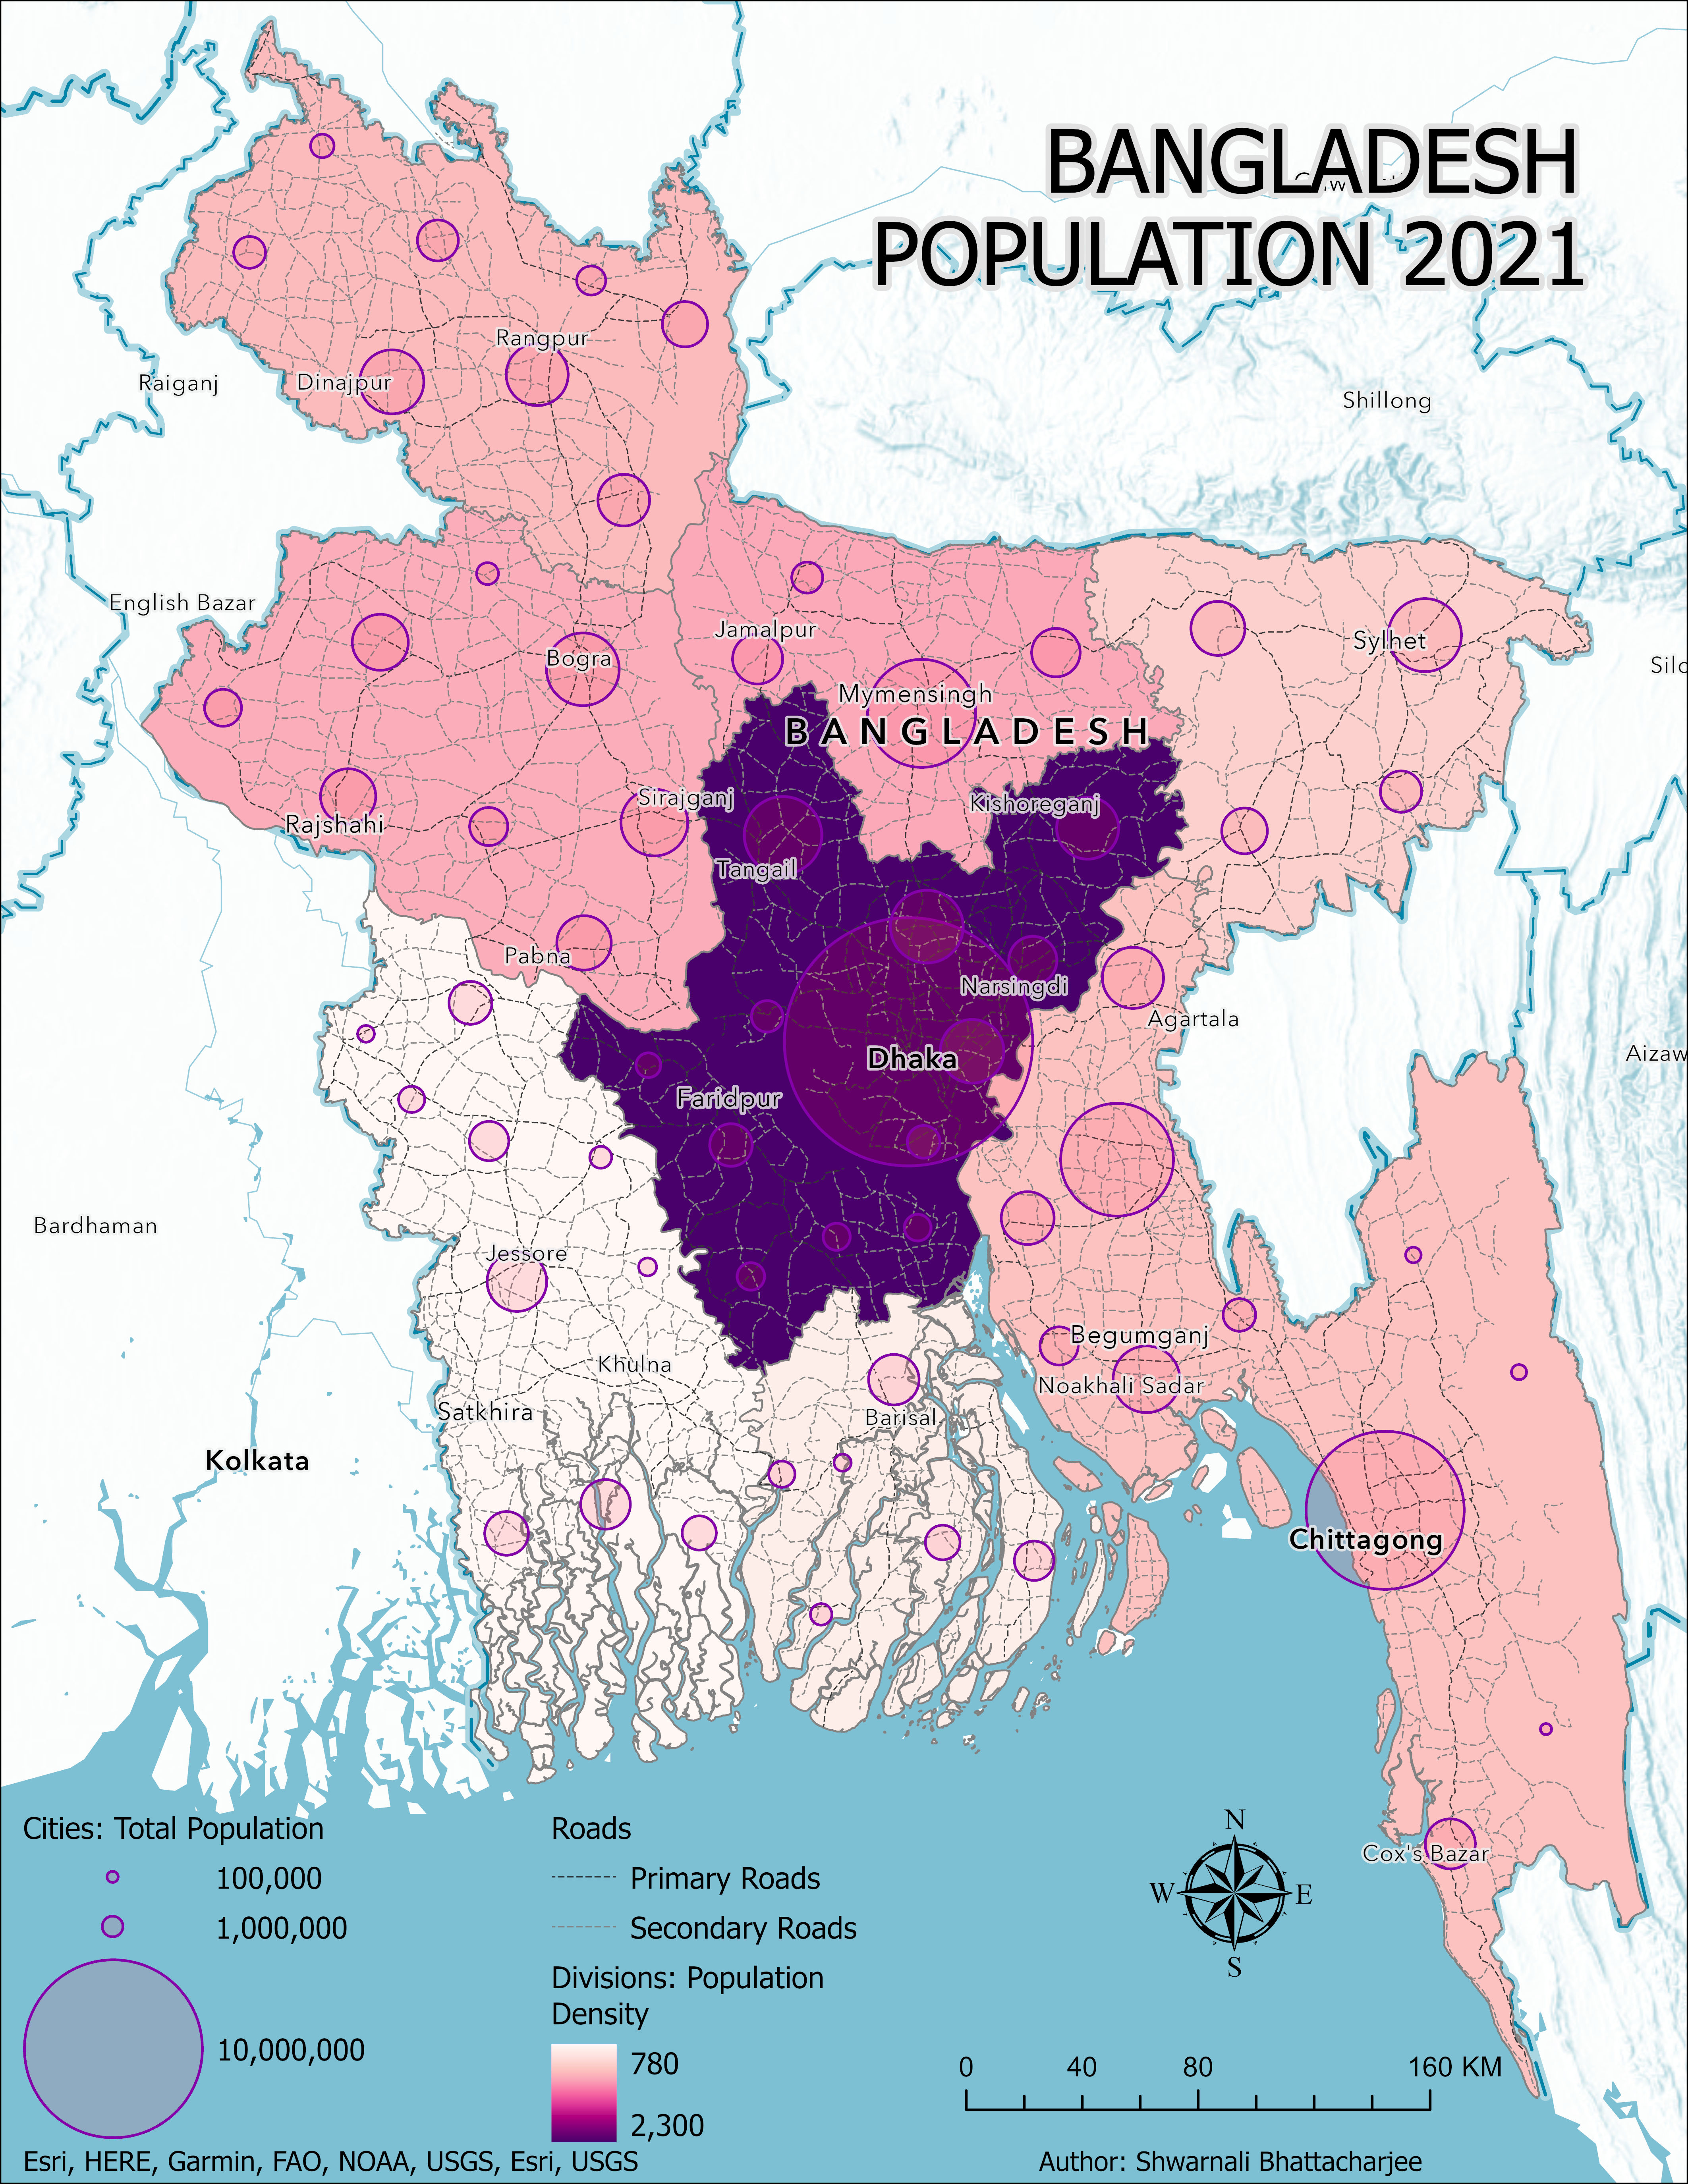 BANGLADESH
POPULATION 2021
Rangpur
Dinajpur
Raiganj
Shillong
English Bazar
Jamalpur
Sylhet
Bogra
Mymensingh
BANGLADESH
Sirajganj
Kishoreganj
Rajshahi
Tangail
Pabna
Narsingdi
Agartala
Dhaka
Faridpur
Bardhaman
Jessore
Begumganj
Khulna
Noakhali Sadar
Satkhira
Barisal
Kolkata
Chittagong
Cox's Bazar
Cities: Total Population
100,000
1,000,000
10,000,000
Roads
Primary Roads
Secondary Roads
Divisions: Population
Density
780
2,300
N
W
E
S
0 40 80 160 KM
Esri, HERE, Garmin, FAO, NOAA, USGS, Esri, USGS
Author: Shwarnali Bhattacharjee